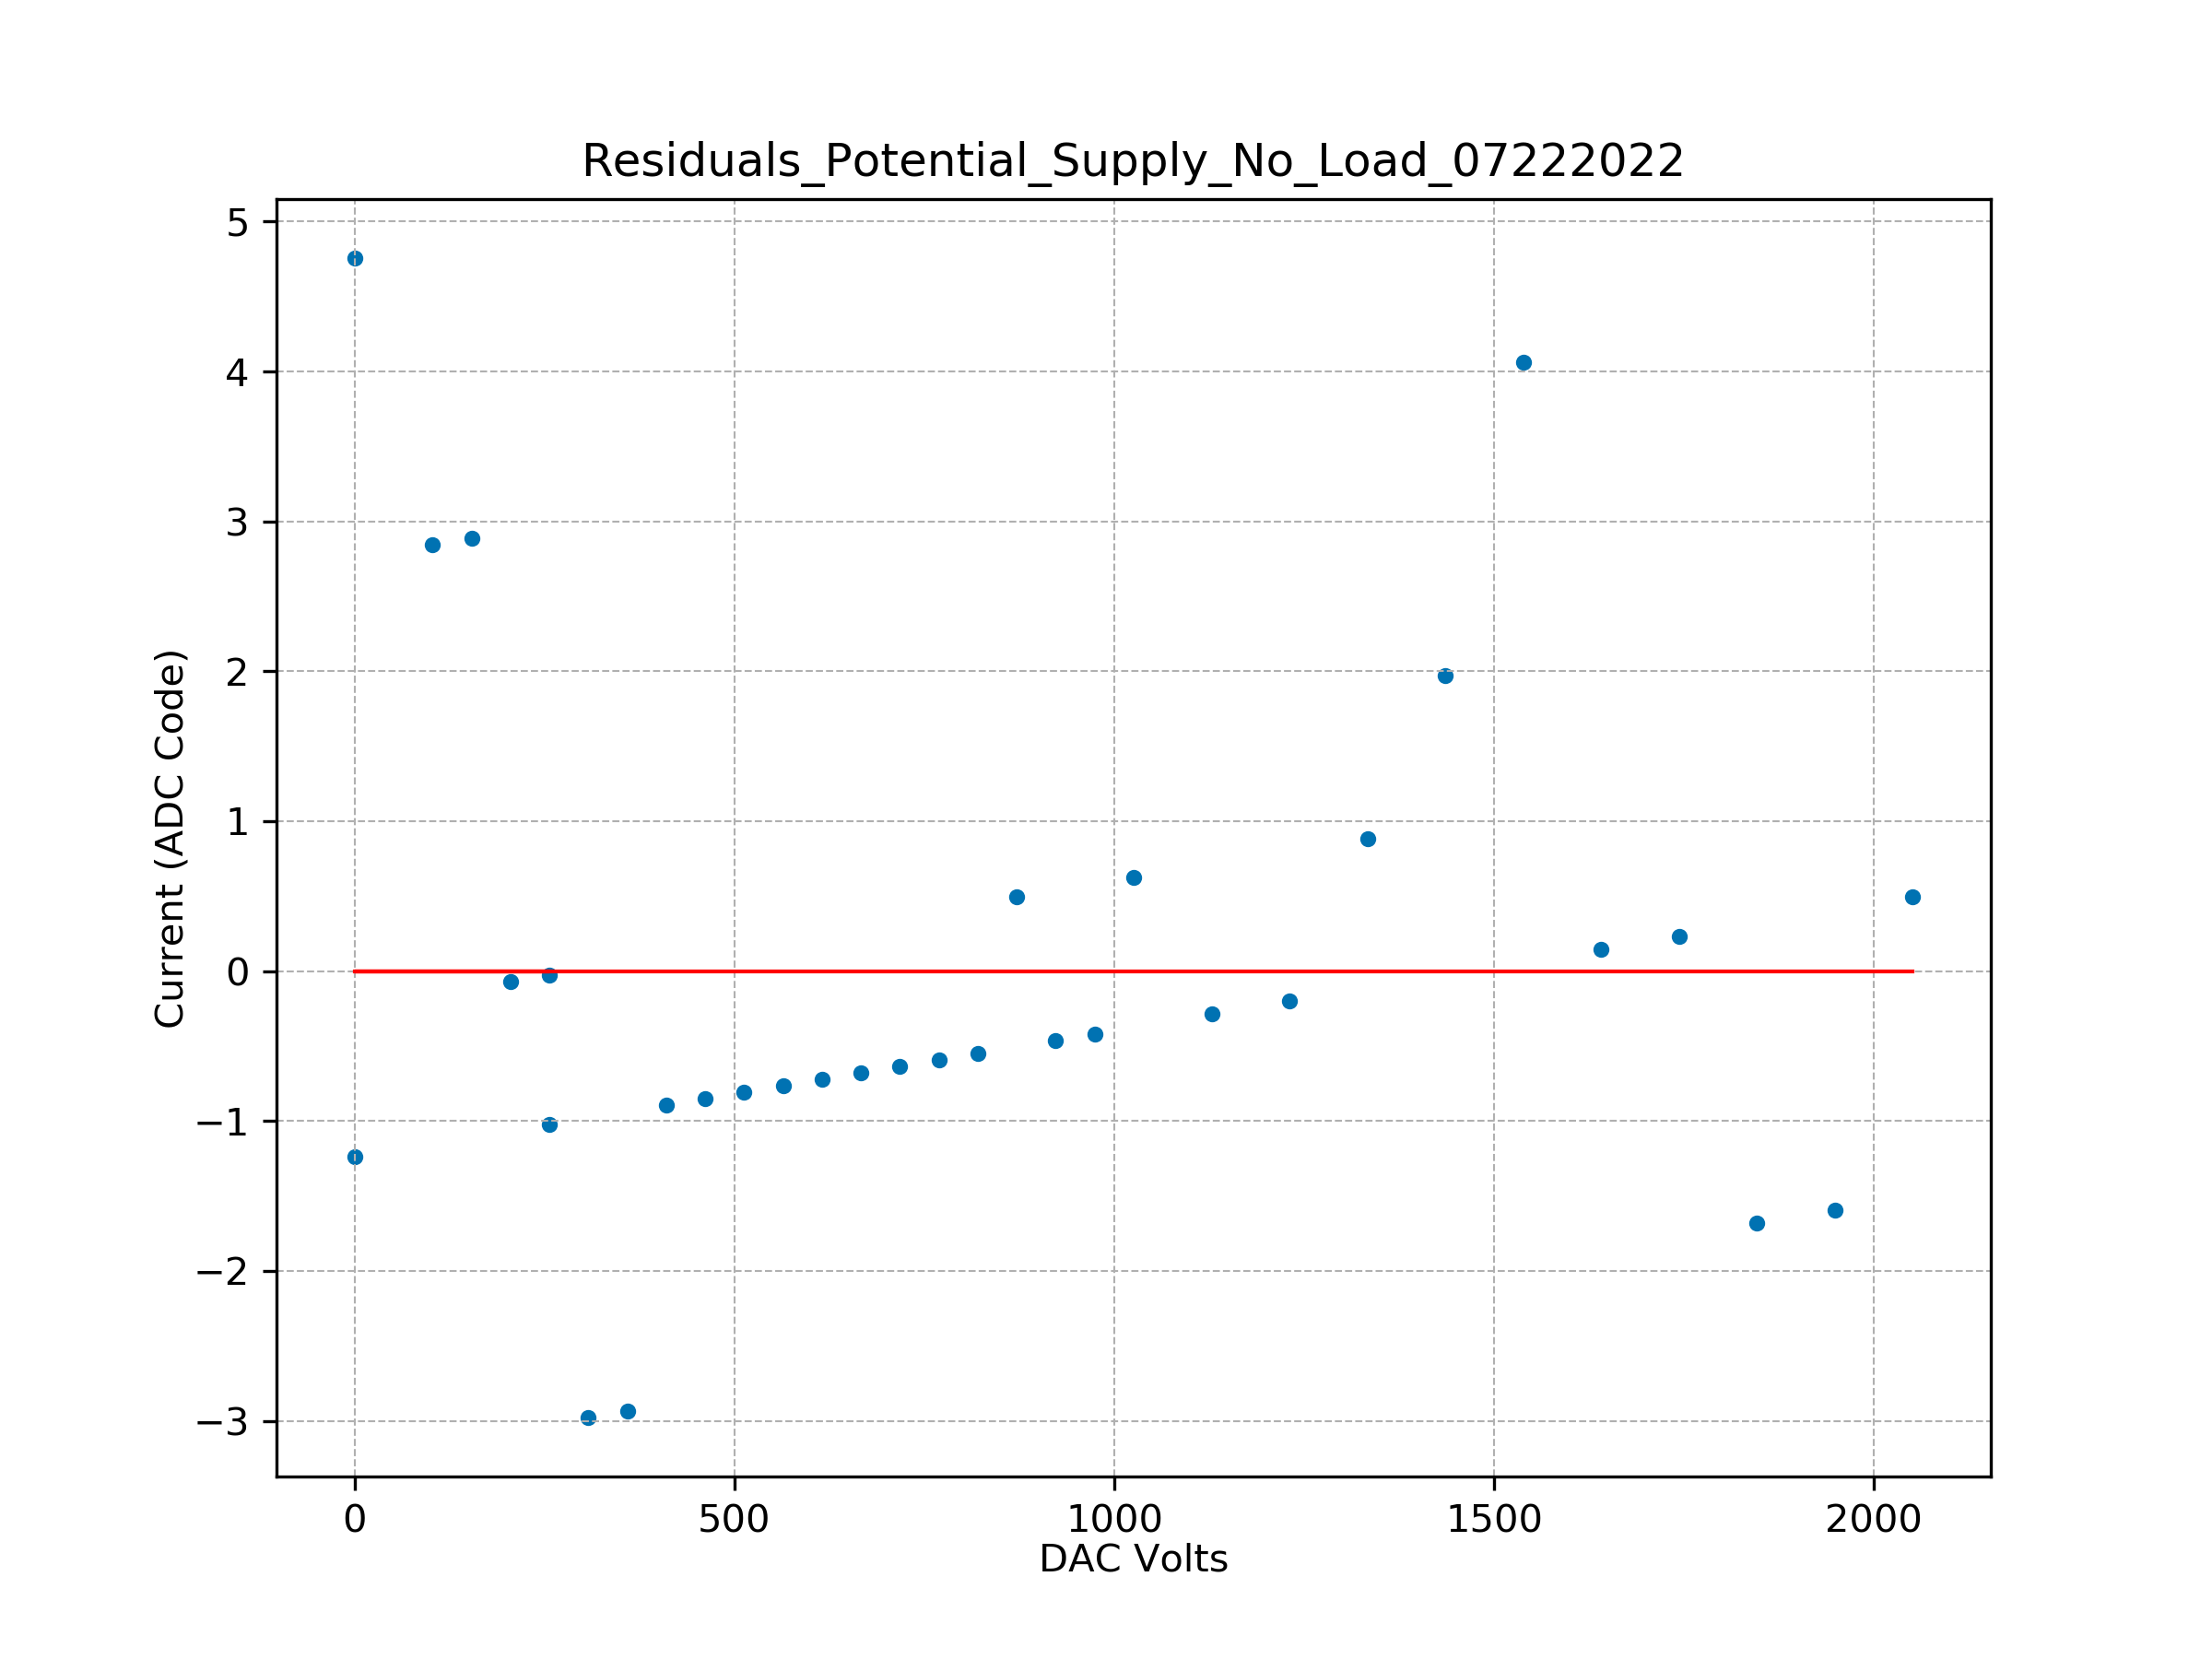 Residuals_Potential_Supply_No_Load_07222022
5
4
3
2
1
0
−1
−2
−3
Current (ADC Code)
0 500 1000 1500 2000
DAC Volts